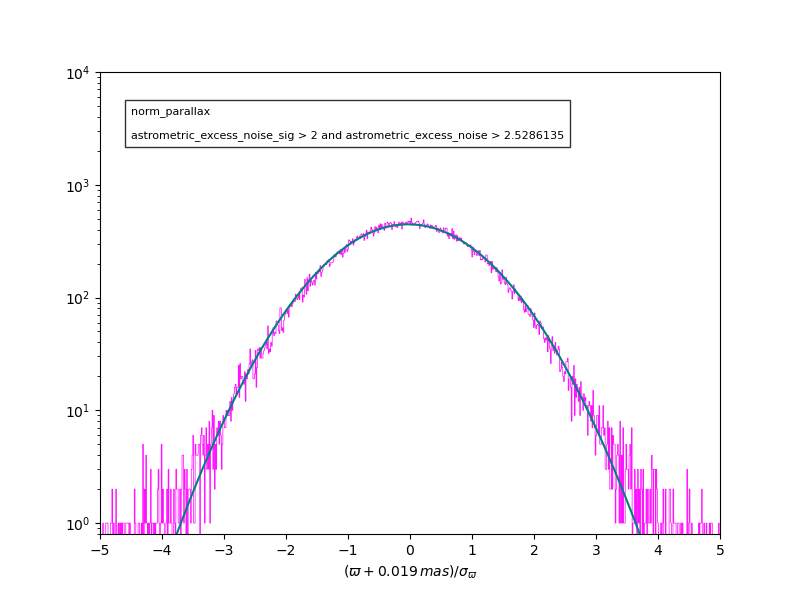 norm_parallax
astrometric_excess_noise_sig > 2 and astrometric_excess_noise > 2.5286135
10⁴
10³
10²
10¹
10⁰
−5 −4 −3 −2 −1 0 1 2 3 4 5
(ϖ + 0.019 mas)/σ_ϖ